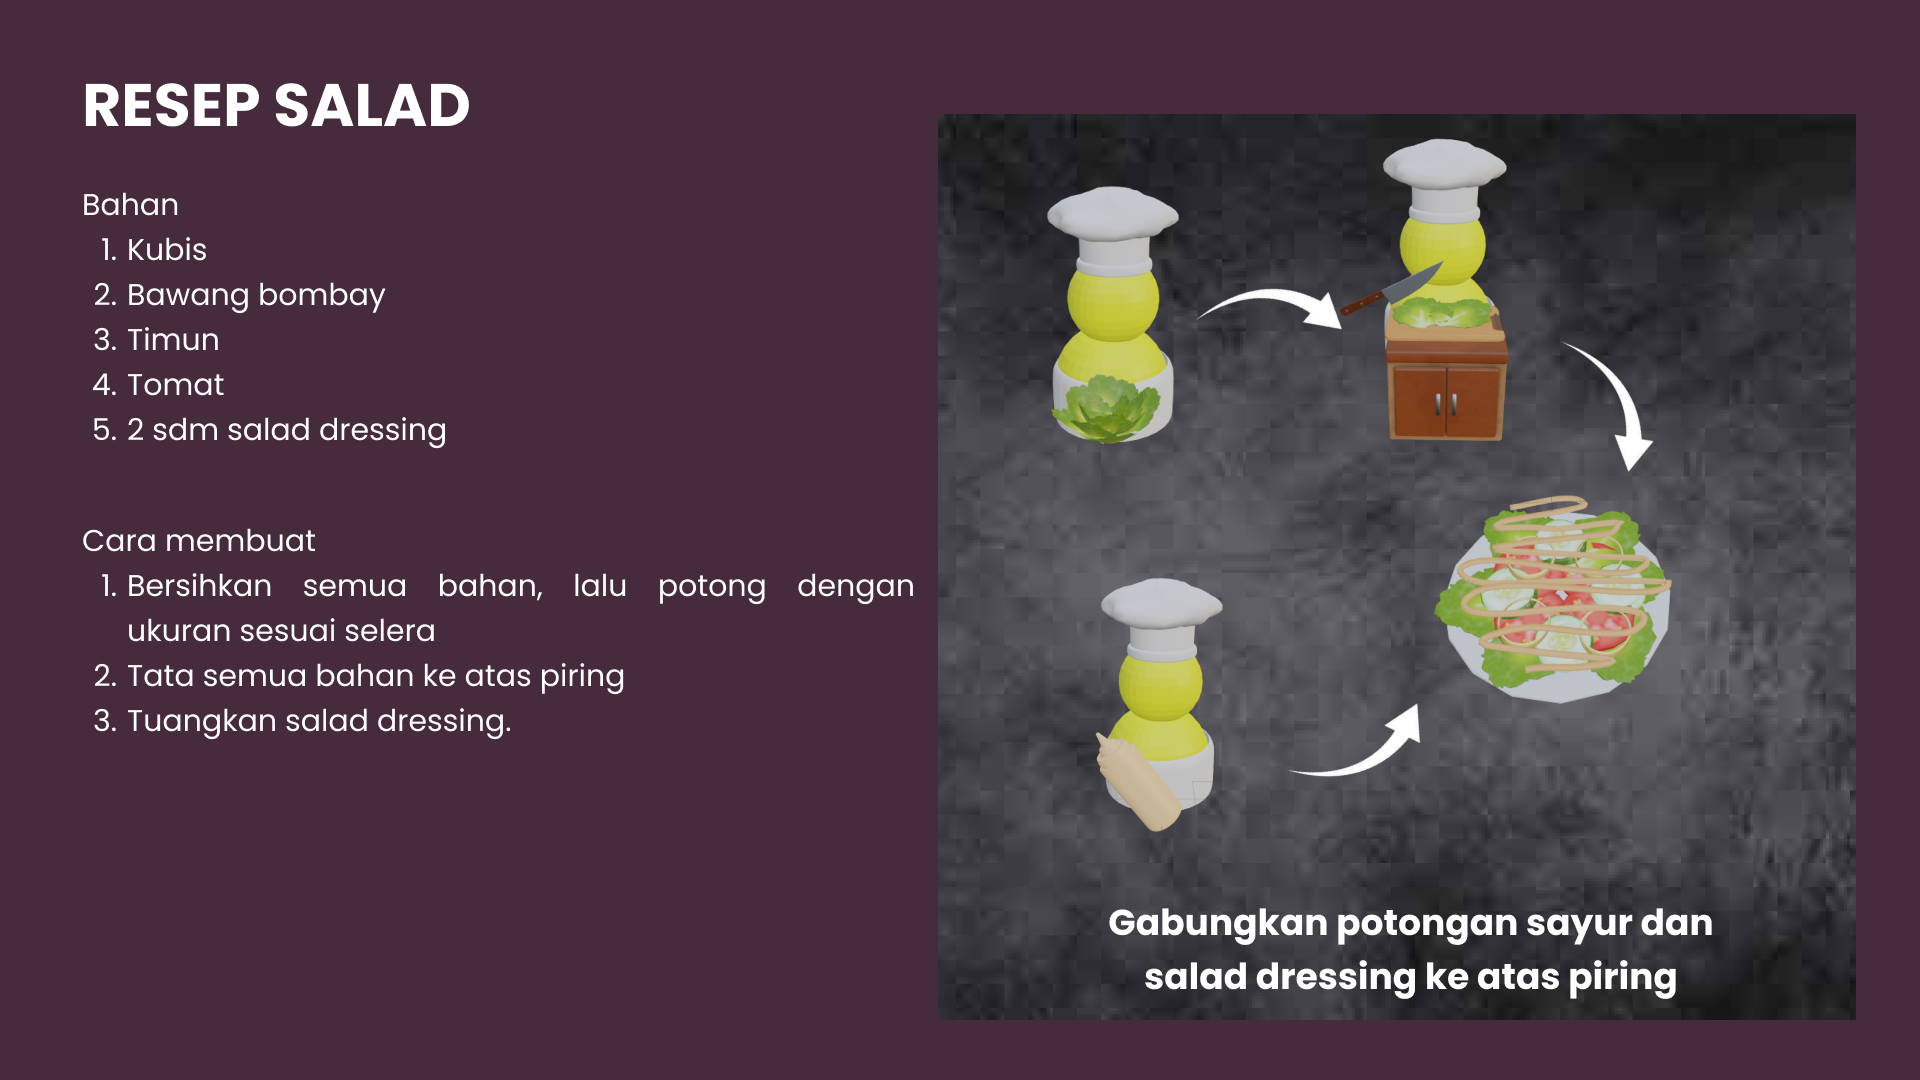 RESEP SALAD
Bahan
1. Kubis
2. Bawang bombay
3. Timun
4. Tomat
5. 2 sdm salad dressing
Cara membuat
1. Bersihkan semua bahan, lalu potong dengan
ukuran sesuai selera
2. Tata semua bahan ke atas piring
3. Tuangkan salad dressing.
Gabungkan potongan sayur dan
salad dressing ke atas piring